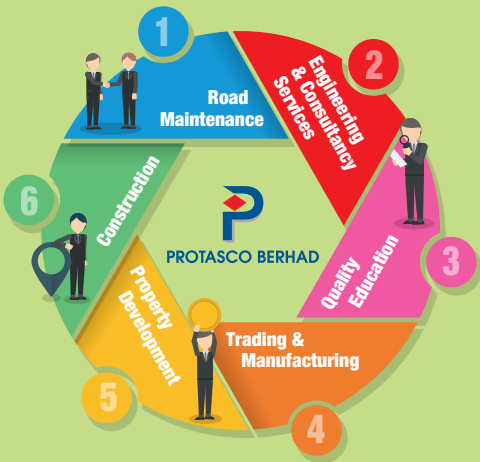 1
Road
Maintenance
2
Engineering
& Consultancy
Services
3
Quality
Education
4
Trading &
Manufacturing
5
Property
Development
6
Construction
PROTASCO BERHAD